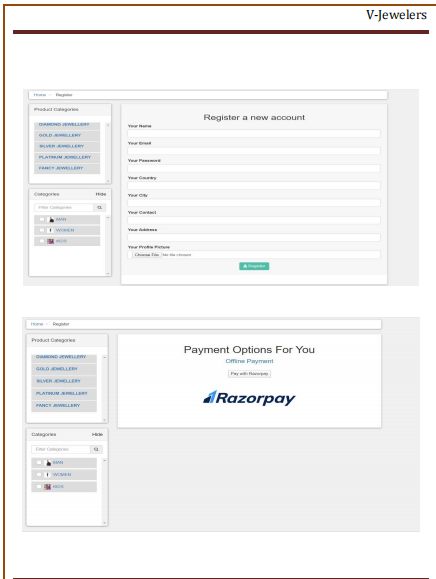 V-Jewelers
Home - Register
Product Categories
DIAMOND JEWELLERY
GOLD JEWELLERY
SILVER JEWELLERY
PLATINUM JEWELLERY
FANCY JEWELLERY
Categories Hide
Filter Categories
MAN
WOMEN
KIDS
Register a new account
Your Name
Your Email
Your Password
Your Country
Your City
Your Contact
Your Address
Your Profile Picture
Choose File No file chosen
Register
Home - Register
Product Categories
DIAMOND JEWELLERY
GOLD JEWELLERY
SILVER JEWELLERY
PLATINUM JEWELLERY
FANCY JEWELLERY
Categories Hide
Filter Categories
MAN
WOMEN
KIDS
Payment Options For You
Offline Payment
Pay with Razorpay
Razorpay